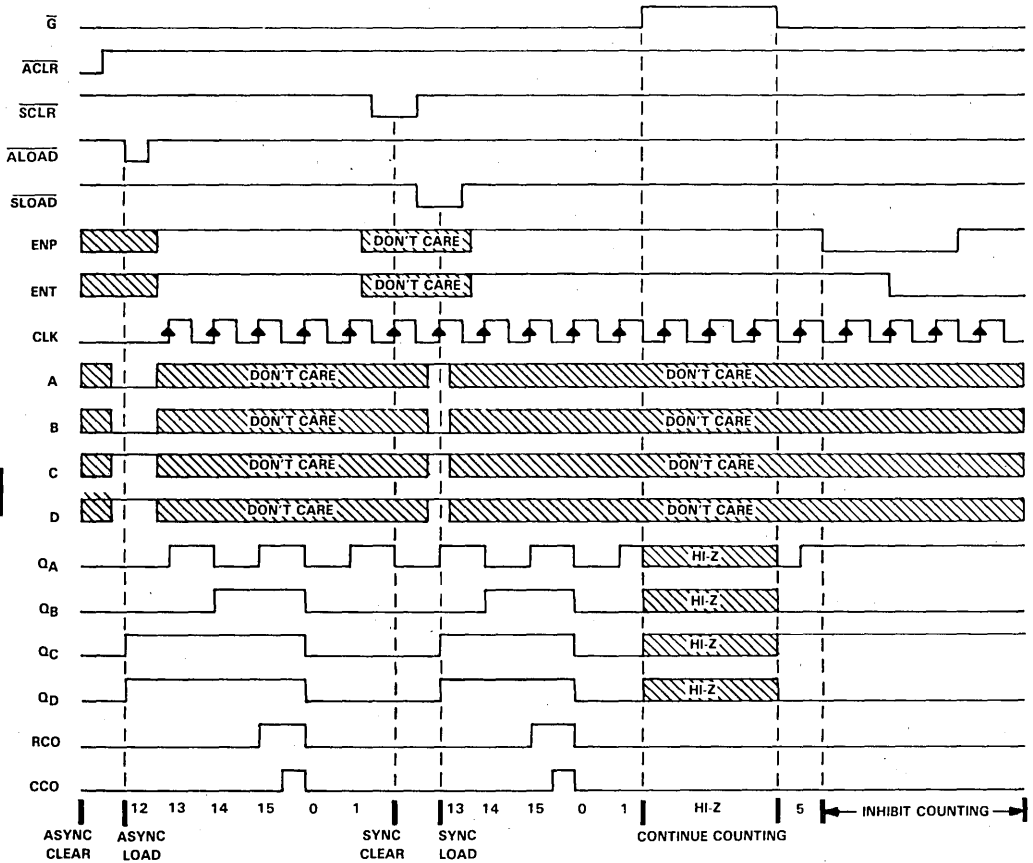 G
ACLR
SCLR
ALOAD
SLOAD
ENP DON'T CARE
ENT DON'T CARE
CLK
A DON'T CARE DON'T CARE
B DON'T CARE DON'T CARE
C DON'T CARE DON'T CARE
D DON'T CARE DON'T CARE
QA HI-Z
QB HI-Z
QC HI-Z
QD HI-Z
RCO
CCO
12 13 14 15 0 1 13 14 15 0 1 HI-Z 5 INHIBIT COUNTING
ASYNC CLEAR ASYNC LOAD SYNC CLEAR SYNC LOAD CONTINUE COUNTING